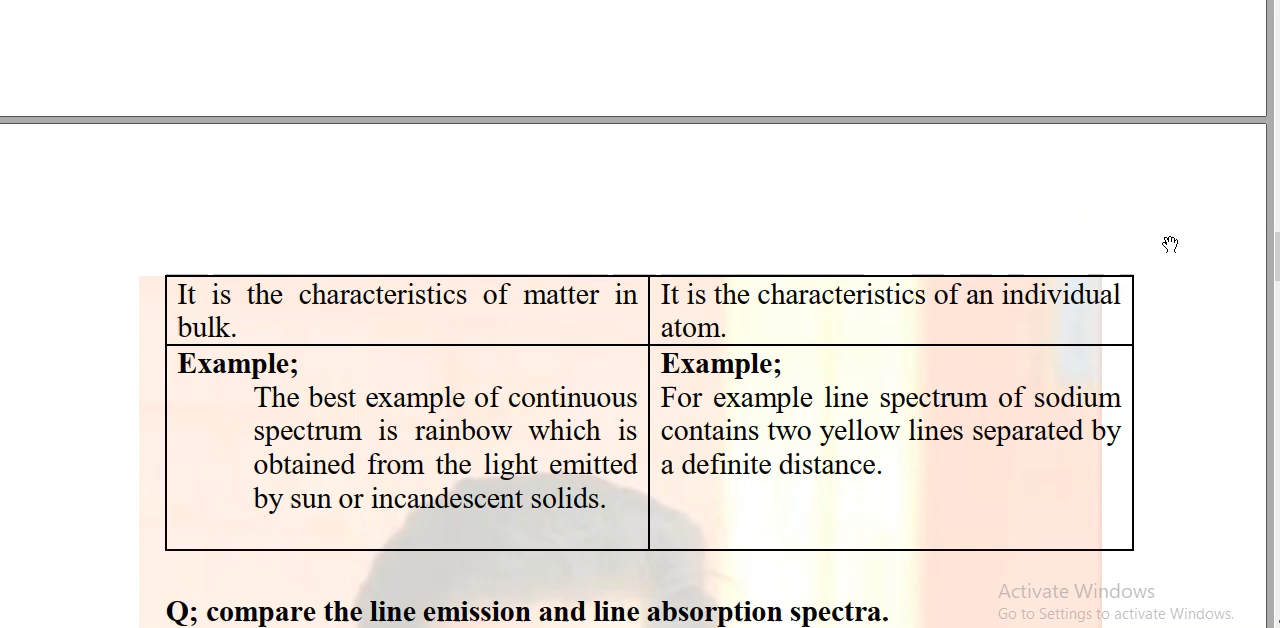 It is the characteristics of matter in
bulk.
It is the characteristics of an individual
atom.
Example;
The best example of continuous
spectrum is rainbow which is
obtained from the light emitted
by sun or incandescent solids.
Example;
For example line spectrum of sodium
contains two yellow lines separated by
a definite distance.
Q; compare the line emission and line absorption spectra.
Activate Windows
Go to Settings to activate Windows.